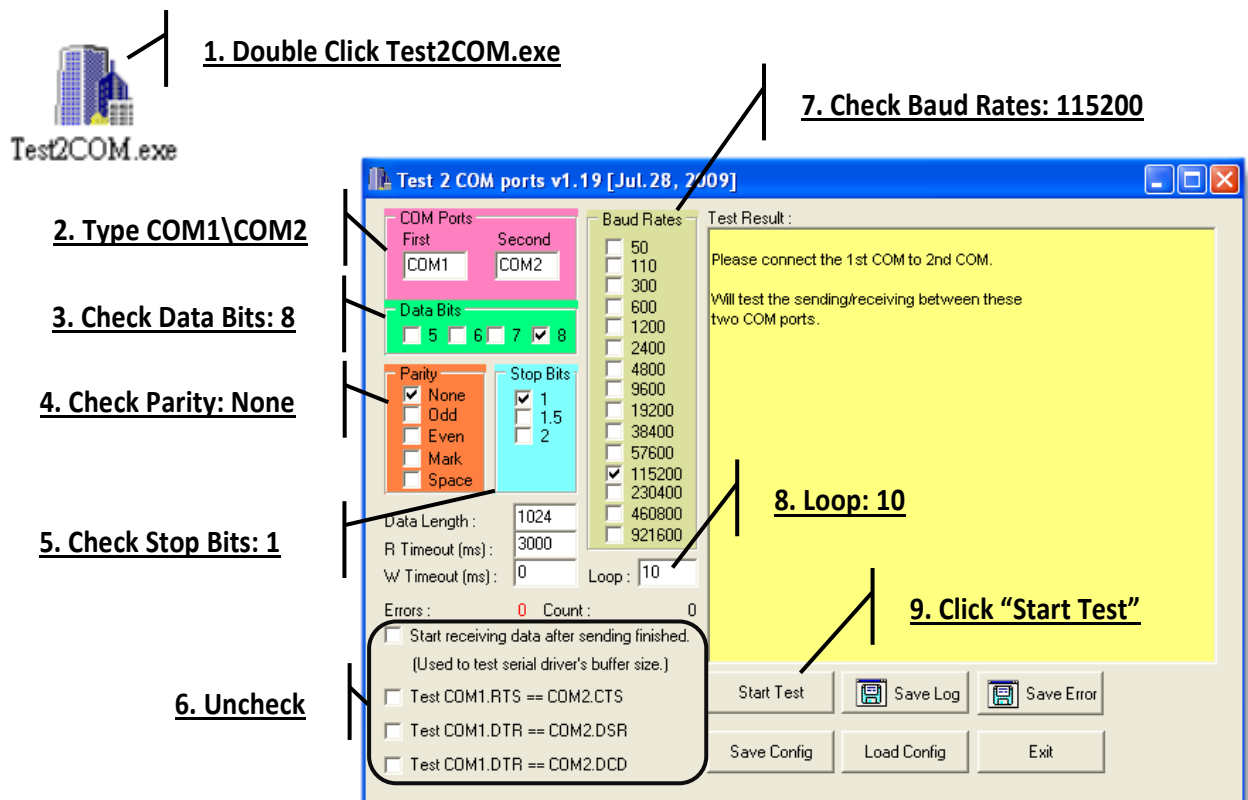 1. Double Click Test2COM.exe
Test2COM.exe
7. Check Baud Rates: 115200
Test 2 COM ports v1.19 [Jul.28, 2009]
2. Type COM1\COM2
COM Ports
First Second
COM1 COM2
3. Check Data Bits: 8
Data Bits
5 6 7 8
4. Check Parity: None
Parity
None
Odd
Even
Mark
Space
Stop Bits
1
1.5
2
5. Check Stop Bits: 1
Baud Rates
50
110
300
600
1200
2400
4800
9600
19200
38400
57600
115200
230400
460800
921600
Data Length : 1024
R Timeout (ms) : 3000
W Timeout (ms) : 0
Loop : 10
8. Loop: 10
Errors : 0 Count : 0
6. Uncheck
Start receiving data after sending finished.
(Used to test serial driver's buffer size.)
Test COM1.RTS == COM2.CTS
Test COM1.DTR == COM2.DSR
Test COM1.DTR == COM2.DCD
Test Result :
Please connect the 1st COM to 2nd COM.
Will test the sending/receiving between these
two COM ports.
9. Click “Start Test”
Start Test Save Log Save Error
Save Config Load Config Exit